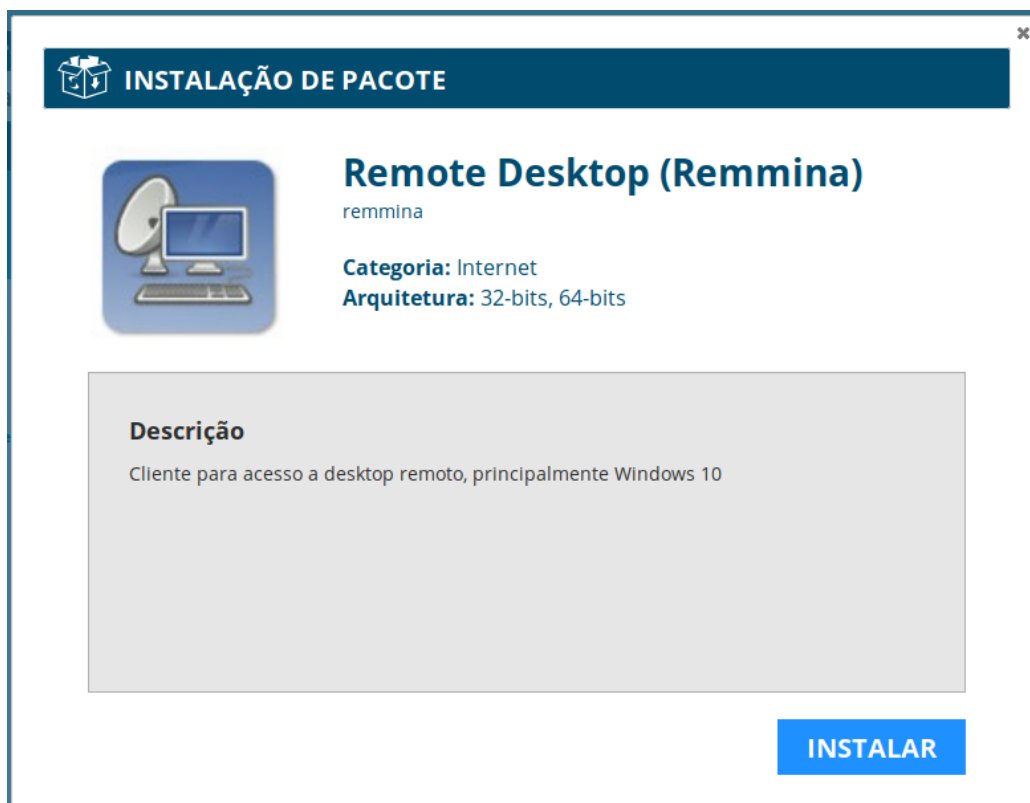 INSTALAÇÃO DE PACOTE
Remote Desktop (Remmina)
remmina
Categoria: Internet
Arquitetura: 32-bits, 64-bits
Descrição
Cliente para acesso a desktop remoto, principalmente Windows 10
INSTALAR